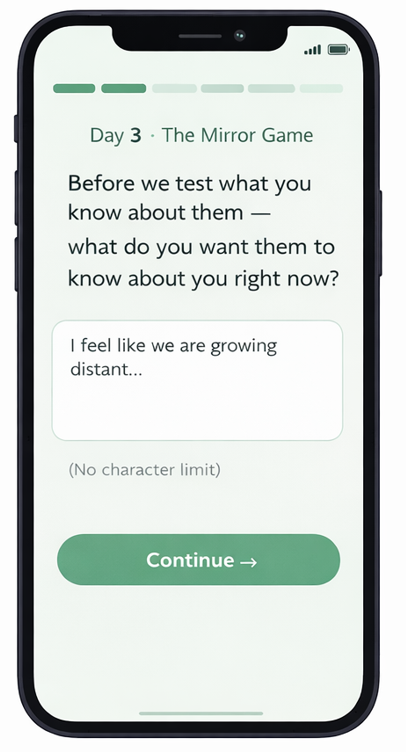 Day 3 · The Mirror Game
Before we test what you
know about them —
what do you want them to
know about you right now?
I feel like we are growing
distant...
(No character limit)
Continue →